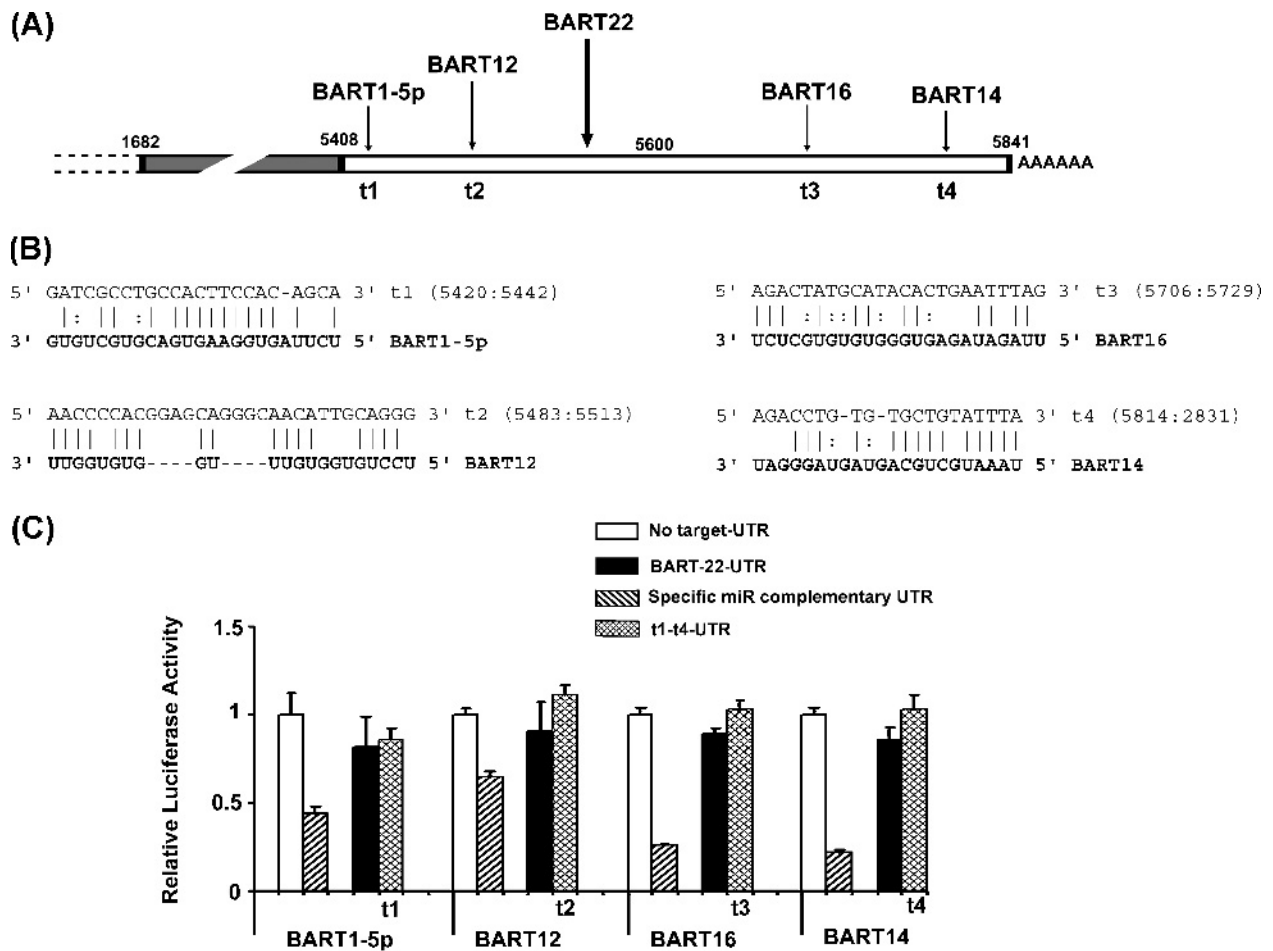 (A)
BART22
BART12
BART1-5p
BART16
BART14
1682
5408
5600
5841
AAAAAA
t1
t2
t3
t4
(B)
5' GATCGCCTGCCACTTCCAC-AGCA 3' t1 (5420:5442)
3' GUGUCGUGCAGUGAAGGUGAUUCU 5' BART1-5p
5' AACCCCACGGAGCAGGGCAACATTGCAGGG 3' t2 (5483:5513)
3' UUGGUGUG----GU----UUGUGGUGUCCU 5' BART12
5' AGACTATGCATACACTGAATTTAG 3' t3 (5706:5729)
3' UCUCGUGUGUGGGUGAGAUAGAUU 5' BART16
5' AGACCTG-TG-TGCTGTATTTA 3' t4 (5814:2831)
3' UAGGGAUGAUGACGUCGUAAAU 5' BART14
(C)
No target-UTR
BART-22-UTR
Specific miR complementary UTR
t1-t4-UTR
Relative Luciferase Activity
1.5
1
0.5
0
t1
t2
t3
t4
BART1-5p
BART12
BART16
BART14